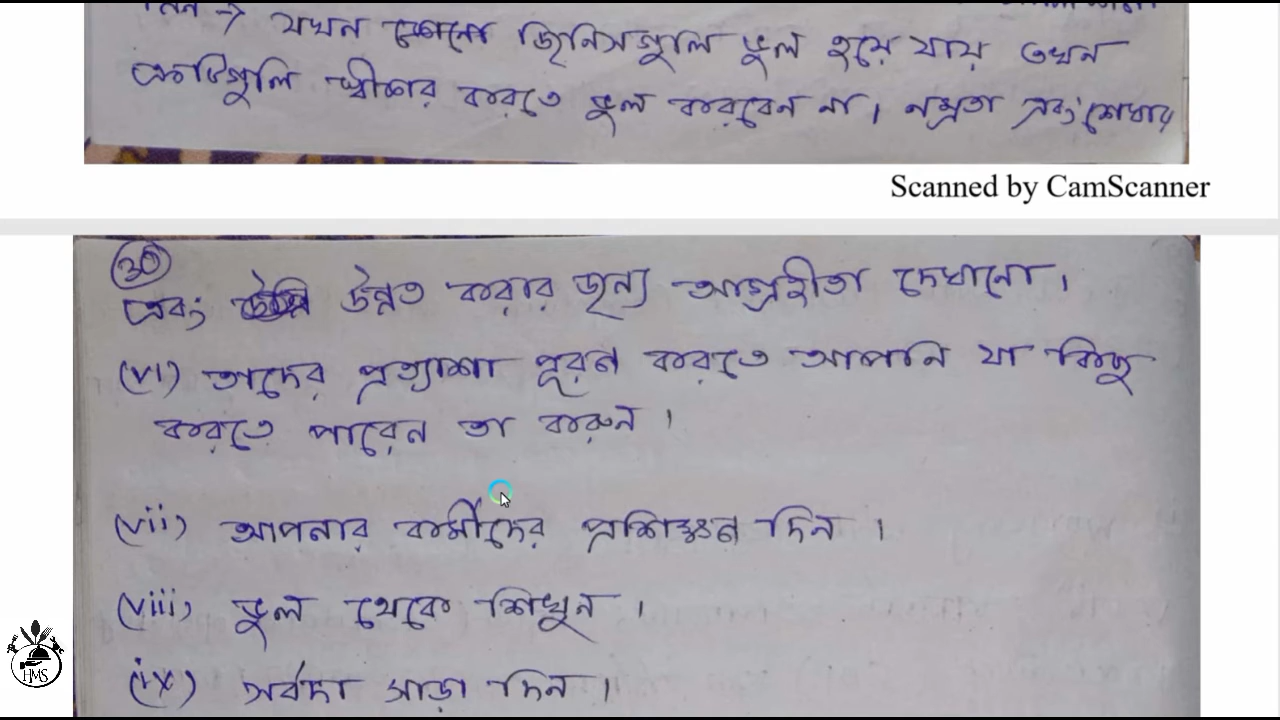 যখন কোনো জিনিসগুলি ভুল হয়ে যায় তখন
ত্রুটিগুলি স্বীকার করতে ভুল করবেন না। নম্রতা এবং শেখার
Scanned by CamScanner
30
এবং উন্নত করার জন্য আগ্রহীতা দেখানো।
(vi) তাদের প্রত্যাশা পূরণ করতে আপনি যা কিছু
করতে পারেন তা করুন।
(vii) আপনার কর্মীদের প্রশিক্ষণ দিন।
(viii) ভুল থেকে শিখুন।
(ix) সর্বদা সাড়া দিন।
HMS